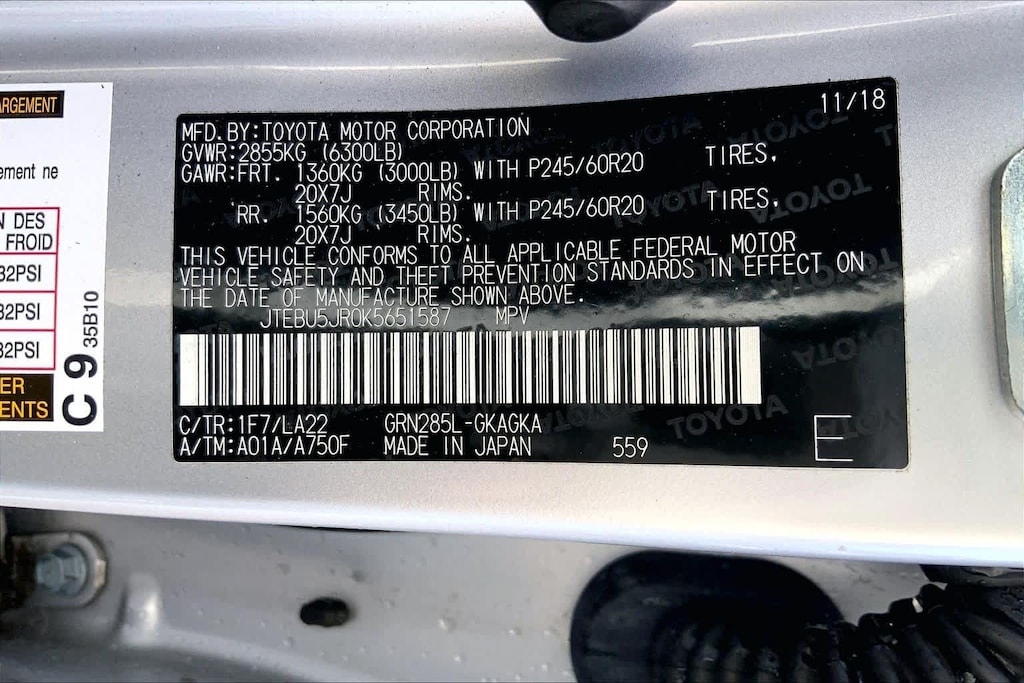 ARGEMENT
ement ne
N DES
FROID
32PSI
32PSI
32PSI
ER
ENTS
C 9
35B10
11/18
MFD.BY:TOYOTA MOTOR CORPORATION
GVWR:2855KG (6300LB)
GAWR:FRT. 1360KG (3000LB) WITH P245/60R20 TIRES,
20X7J RIMS.
RR. 1560KG (3450LB) WITH P245/60R20 TIRES,
20X7J RIMS.
THIS VEHICLE CONFORMS TO ALL APPLICABLE FEDERAL MOTOR
VEHICLE SAFETY AND THEFT PREVENTION STANDARDS IN EFFECT ON
THE DATE OF MANUFACTURE SHOWN ABOVE.
JTEBU5JR0K5651587 MPV
C/TR:1F7/LA22 GRN285L-GKAGKA
A/TM:A01A/A750F MADE IN JAPAN 559 E
TOYOTA